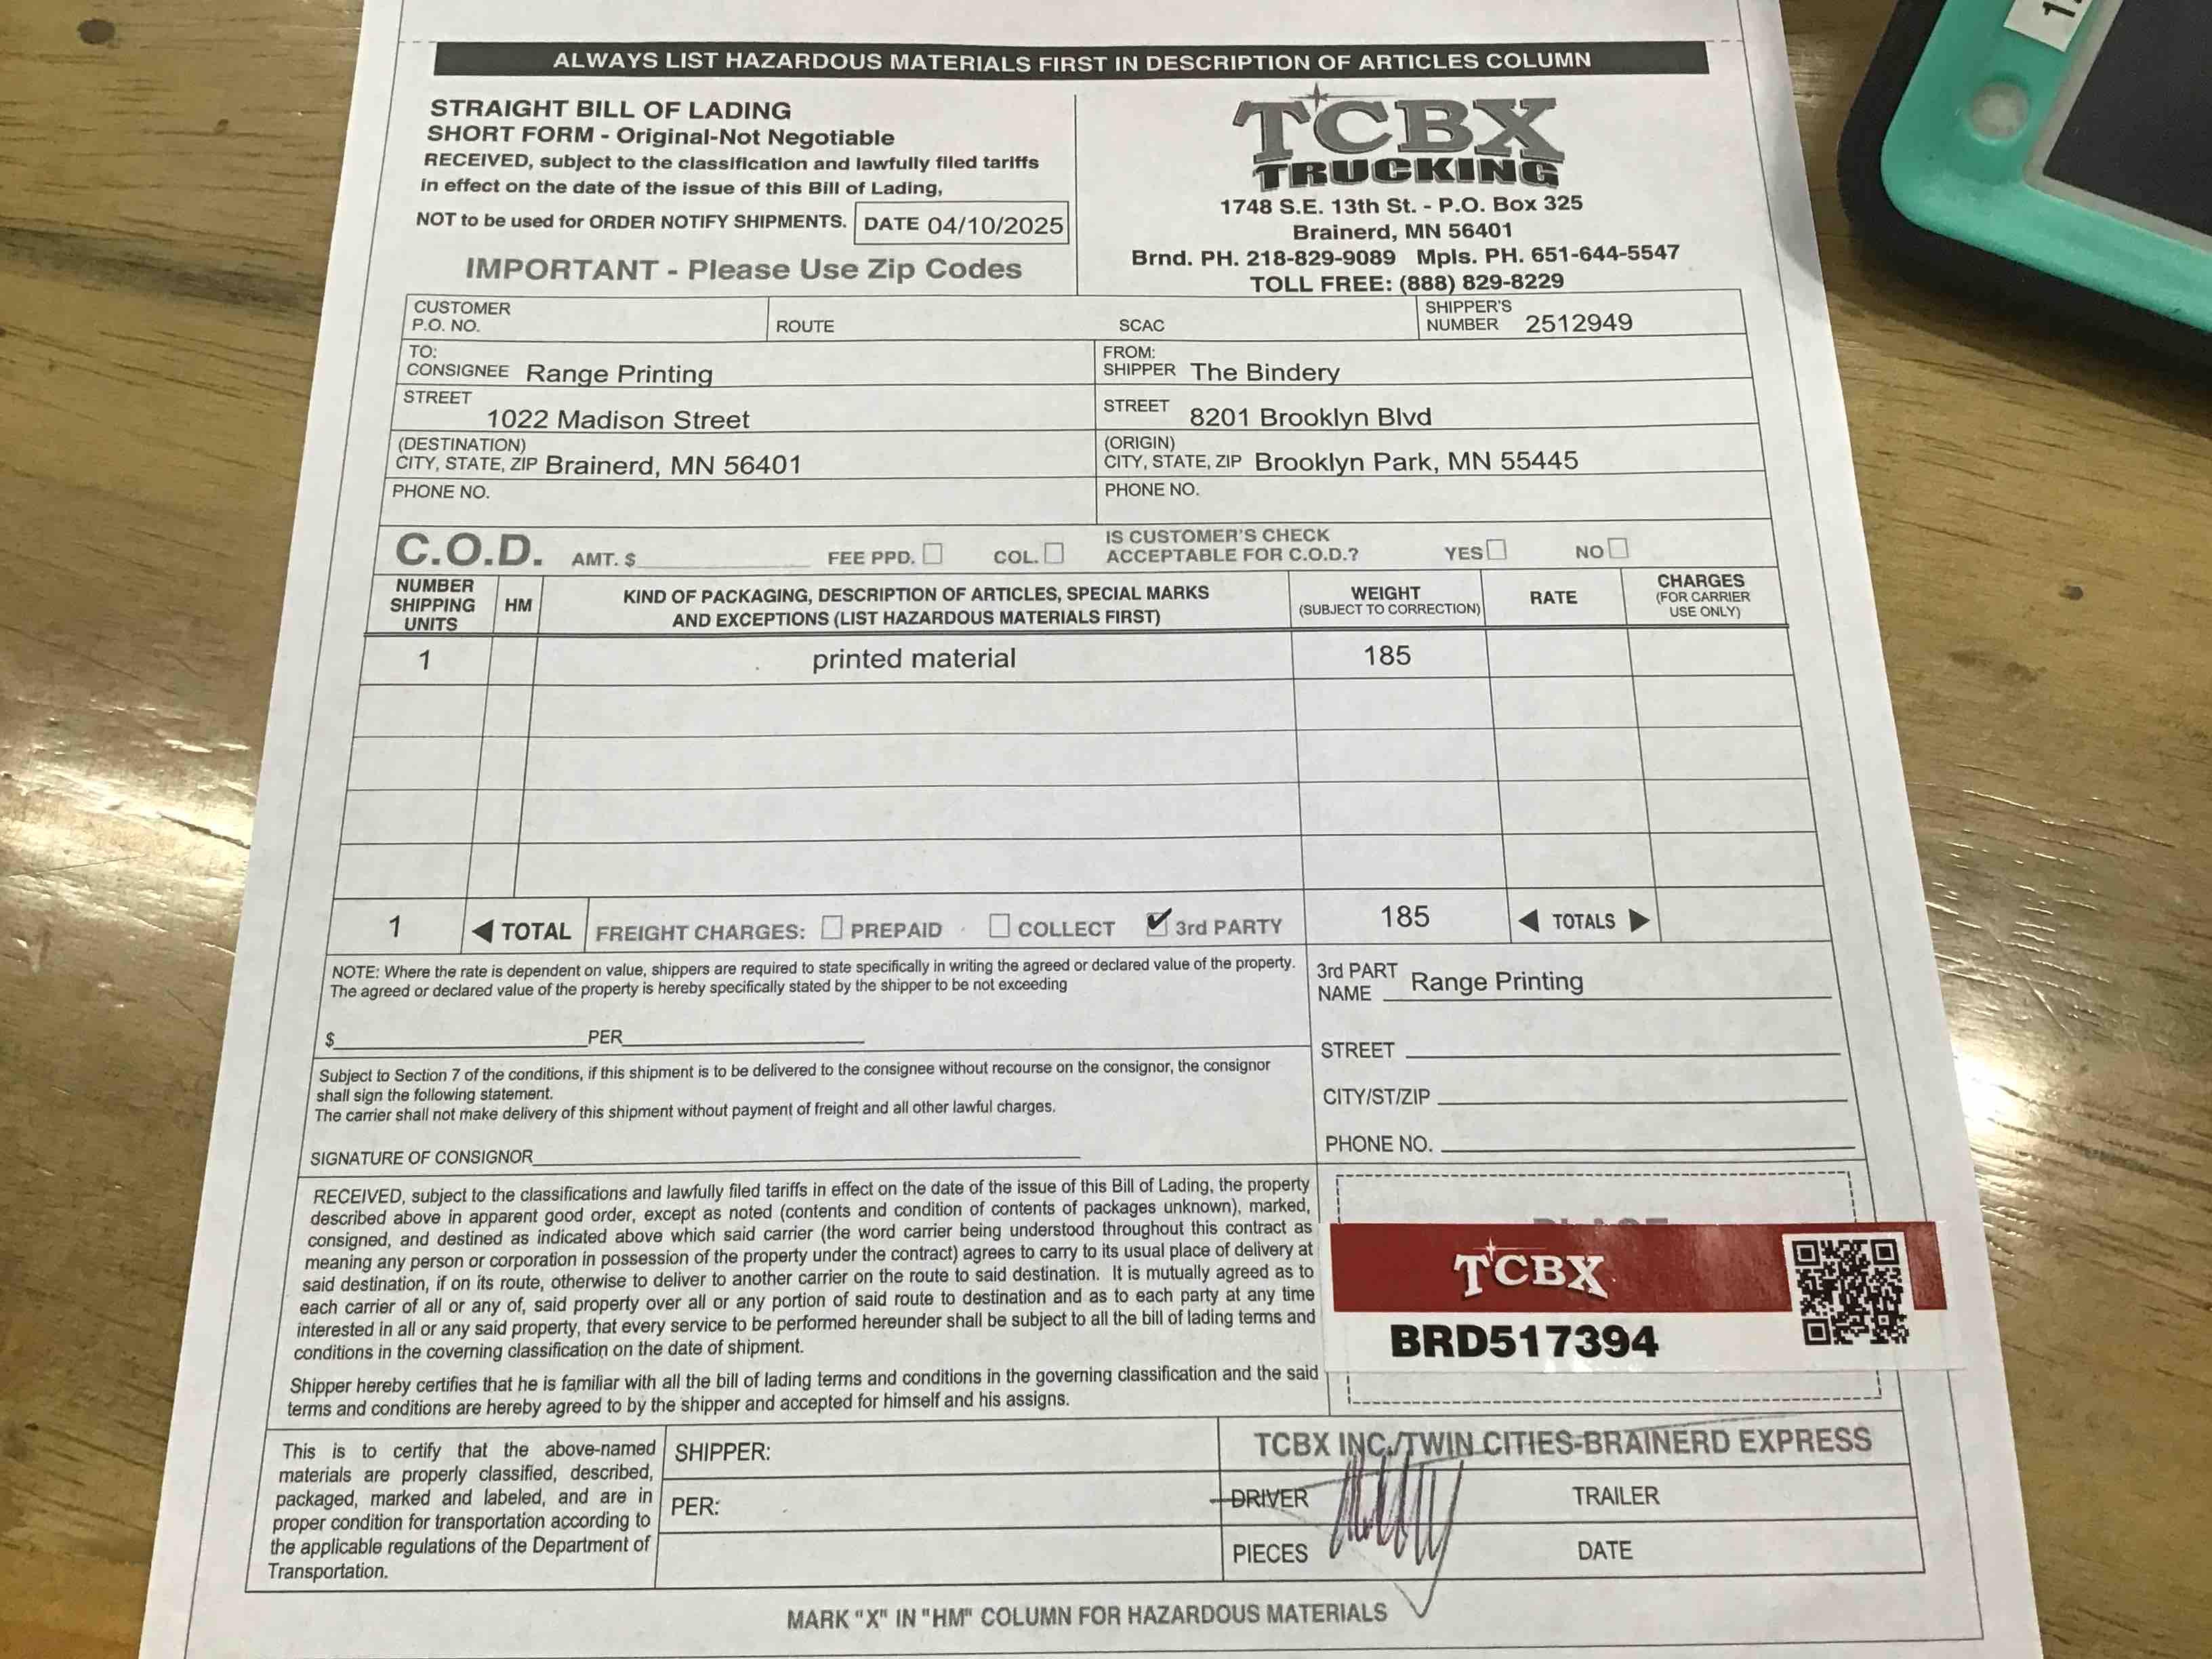 ALWAYS LIST HAZARDOUS MATERIALS FIRST IN DESCRIPTION OF ARTICLES COLUMN
STRAIGHT BILL OF LADING
SHORT FORM - Original-Not Negotiable
RECEIVED, subject to the classification and lawfully filed tariffs
in effect on the date of the issue of this Bill of Lading,
NOT to be used for ORDER NOTIFY SHIPMENTS.
DATE 04/10/2025
IMPORTANT - Please Use Zip Codes
TCBX
TRUCKING
1748 S.E. 13th St. - P.O. Box 325
Brainerd, MN 56401
Brnd. PH. 218-829-9089 Mpls. PH. 651-644-5547
TOLL FREE: (888) 829-8229
CUSTOMER
P.O. NO.
ROUTE
SCAC
SHIPPER'S
NUMBER 2512949
TO:
CONSIGNEE Range Printing
STREET
1022 Madison Street
(DESTINATION)
CITY, STATE, ZIP Brainerd, MN 56401
PHONE NO.
FROM:
SHIPPER The Bindery
STREET 8201 Brooklyn Blvd
(ORIGIN)
CITY, STATE, ZIP Brooklyn Park, MN 55445
PHONE NO.
C.O.D. AMT. $ FEE PPD. COL.
IS CUSTOMER'S CHECK
ACCEPTABLE FOR C.O.D.? YES NO
NUMBER
SHIPPING
UNITS
HM
KIND OF PACKAGING, DESCRIPTION OF ARTICLES, SPECIAL MARKS
AND EXCEPTIONS (LIST HAZARDOUS MATERIALS FIRST)
WEIGHT
(SUBJECT TO CORRECTION)
RATE
CHARGES
(FOR CARRIER
USE ONLY)
1 printed material 185
1 TOTAL FREIGHT CHARGES: PREPAID COLLECT 3rd PARTY 185 TOTALS
NOTE: Where the rate is dependent on value, shippers are required to state specifically in writing the agreed or declared value of the property.
The agreed or declared value of the property is hereby specifically stated by the shipper to be not exceeding
$ PER
Subject to Section 7 of the conditions, if this shipment is to be delivered to the consignee without recourse on the consignor, the consignor
shall sign the following statement.
The carrier shall not make delivery of this shipment without payment of freight and all other lawful charges.
SIGNATURE OF CONSIGNOR
3rd PART
NAME Range Printing
STREET
CITY/ST/ZIP
PHONE NO.
RECEIVED, subject to the classifications and lawfully filed tariffs in effect on the date of the issue of this Bill of Lading, the property
described above in apparent good order, except as noted (contents and condition of contents of packages unknown), marked,
consigned, and destined as indicated above which said carrier (the word carrier being understood throughout this contract as
meaning any person or corporation in possession of the property under the contract) agrees to carry to its usual place of delivery at
said destination, if on its route, otherwise to deliver to another carrier on the route to said destination. It is mutually agreed as to
each carrier of all or any of, said property over all or any portion of said route to destination and as to each party at any time
interested in all or any said property, that every service to be performed hereunder shall be subject to all the bill of lading terms and
conditions in the coverning classification on the date of shipment.
Shipper hereby certifies that he is familiar with all the bill of lading terms and conditions in the governing classification and the said
terms and conditions are hereby agreed to by the shipper and accepted for himself and his assigns.
TCBX
BRD517394
This is to certify that the above-named
materials are properly classified, described,
packaged, marked and labeled, and are in
proper condition for transportation according to
the applicable regulations of the Department of
Transportation.
SHIPPER:
PER:
TCBX INC./TWIN CITIES-BRAINERD EXPRESS
DRIVER TRAILER
PIECES DATE
MARK "X" IN "HM" COLUMN FOR HAZARDOUS MATERIALS